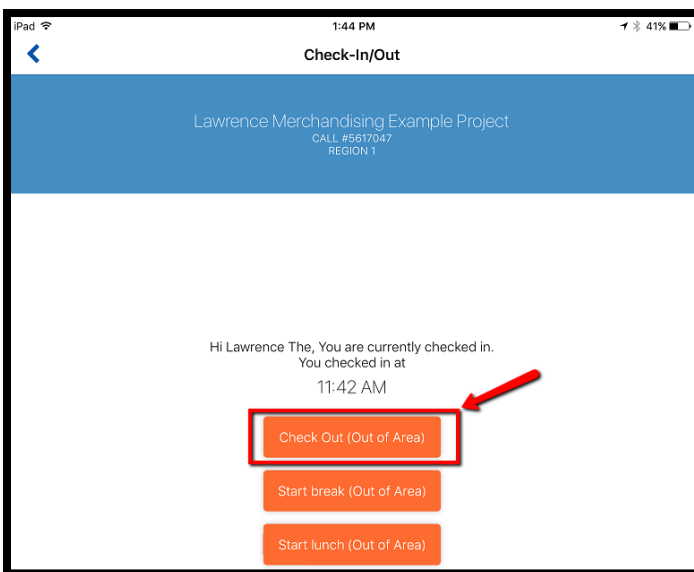 iPad 1:44 PM 41%
Check-In/Out
Lawrence Merchandising Example Project
CALL #5617047
REGION 1
Hi Lawrence The, You are currently checked in.
You checked in at
11:42 AM
Check Out (Out of Area)
Start break (Out of Area)
Start lunch (Out of Area)